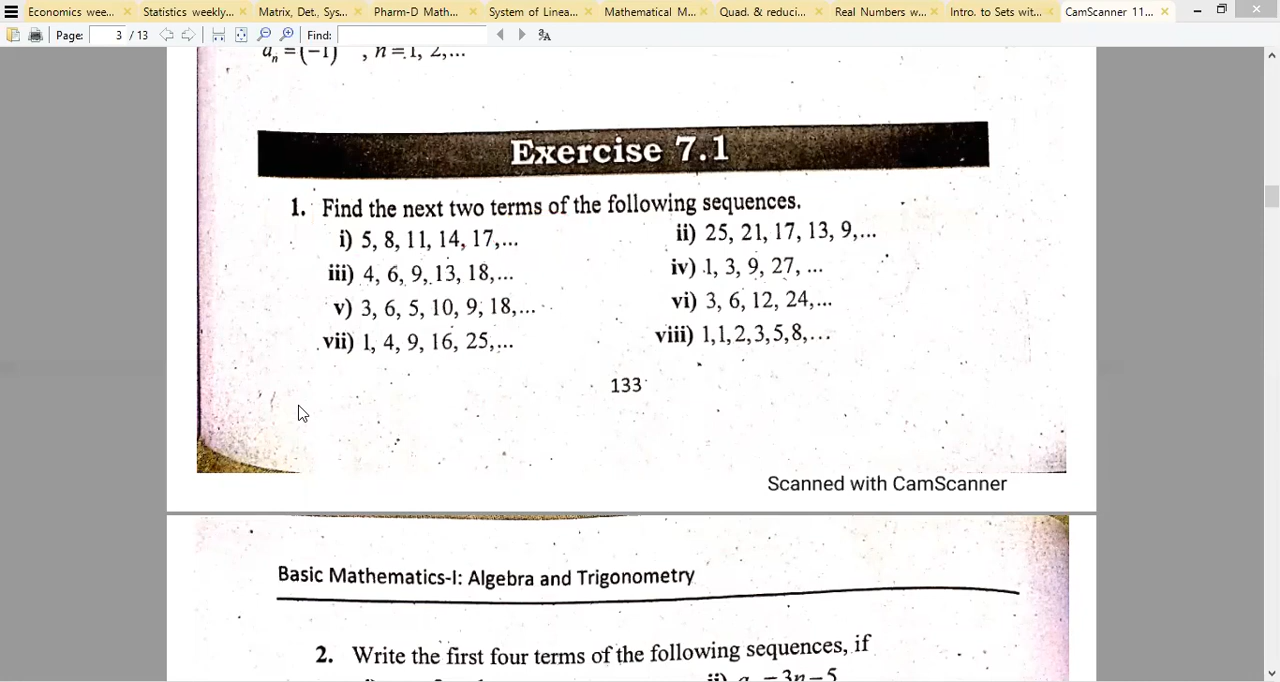 Economics wee... Statistics weekly... Matrix, Det., Sys... Pharm-D Math... System of Linea... Mathematical M... Quad. & reduci... Real Numbers w... Intro. to Sets wit... CamScanner 11...
Page: 3 / 13 Find:
aₙ = (−1) , n = 1, 2,...
Exercise 7.1
1. Find the next two terms of the following sequences.
i) 5, 8, 11, 14, 17,... ii) 25, 21, 17, 13, 9,...
iii) 4, 6, 9, 13, 18,... iv) 1, 3, 9, 27, ...
v) 3, 6, 5, 10, 9, 18,... vi) 3, 6, 12, 24,...
vii) 1, 4, 9, 16, 25,... viii) 1,1,2,3,5,8,...
133
Scanned with CamScanner
Basic Mathematics-I: Algebra and Trigonometry
2. Write the first four terms of the following sequences, if
ii) a = 3n − 5